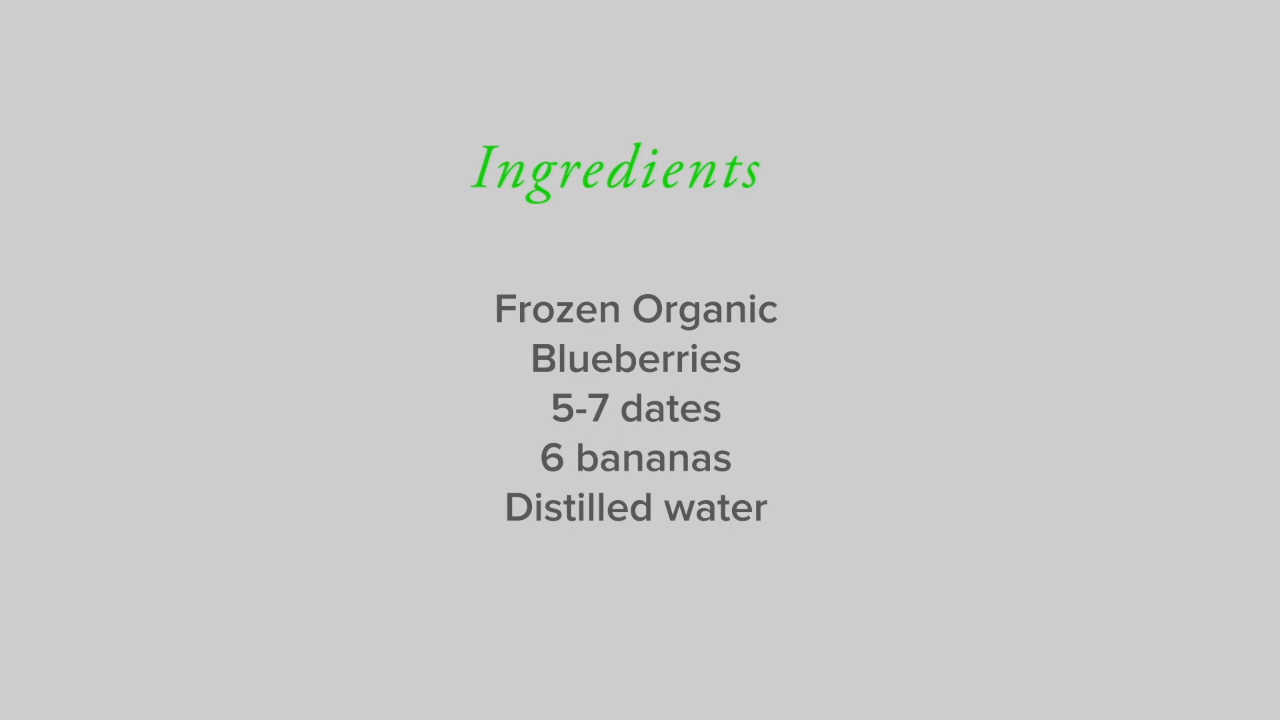 Ingredients
Frozen Organic
Blueberries
5-7 dates
6 bananas
Distilled water